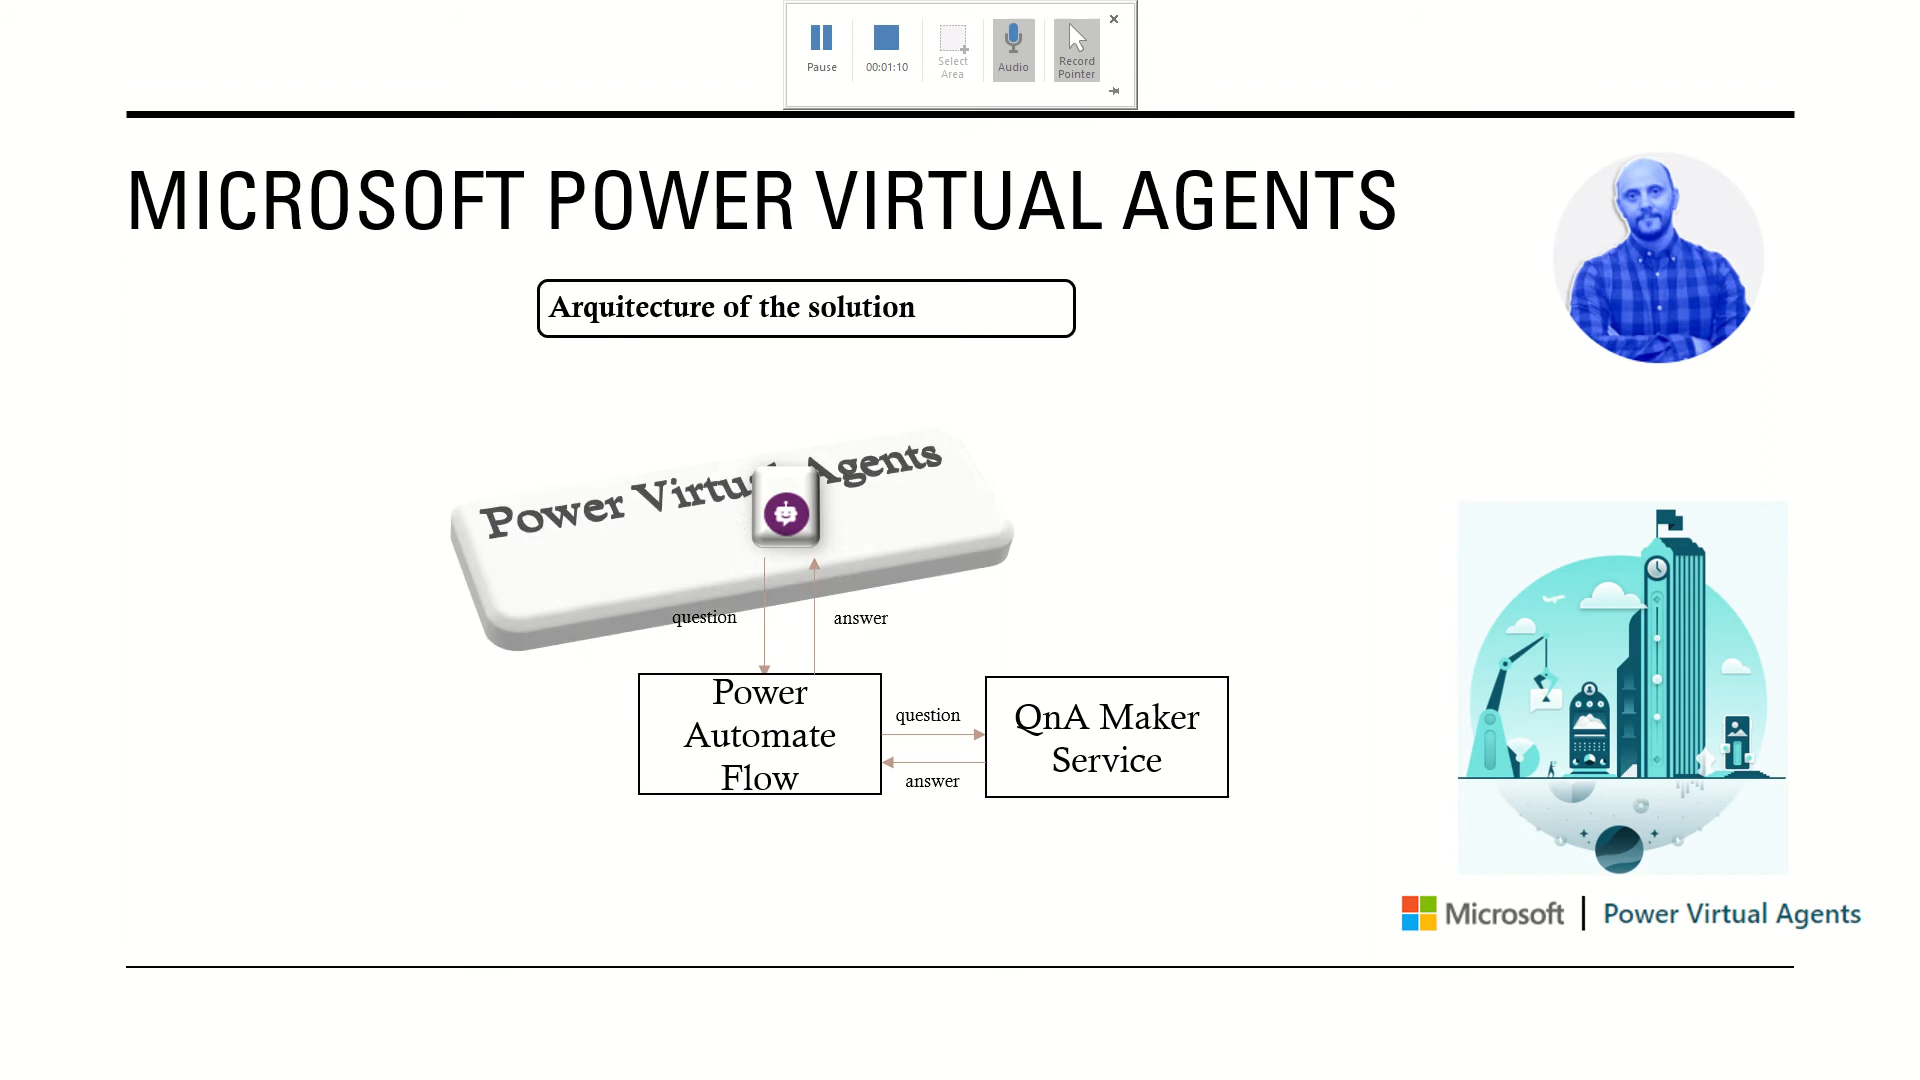 Pause
00:01:10
Select
Area
Audio
Record
Pointer
MICROSOFT POWER VIRTUAL AGENTS
Arquitecture of the solution
Power Virtual Agents
question
answer
Power
Automate
Flow
question
answer
QnA Maker
Service
Microsoft | Power Virtual Agents